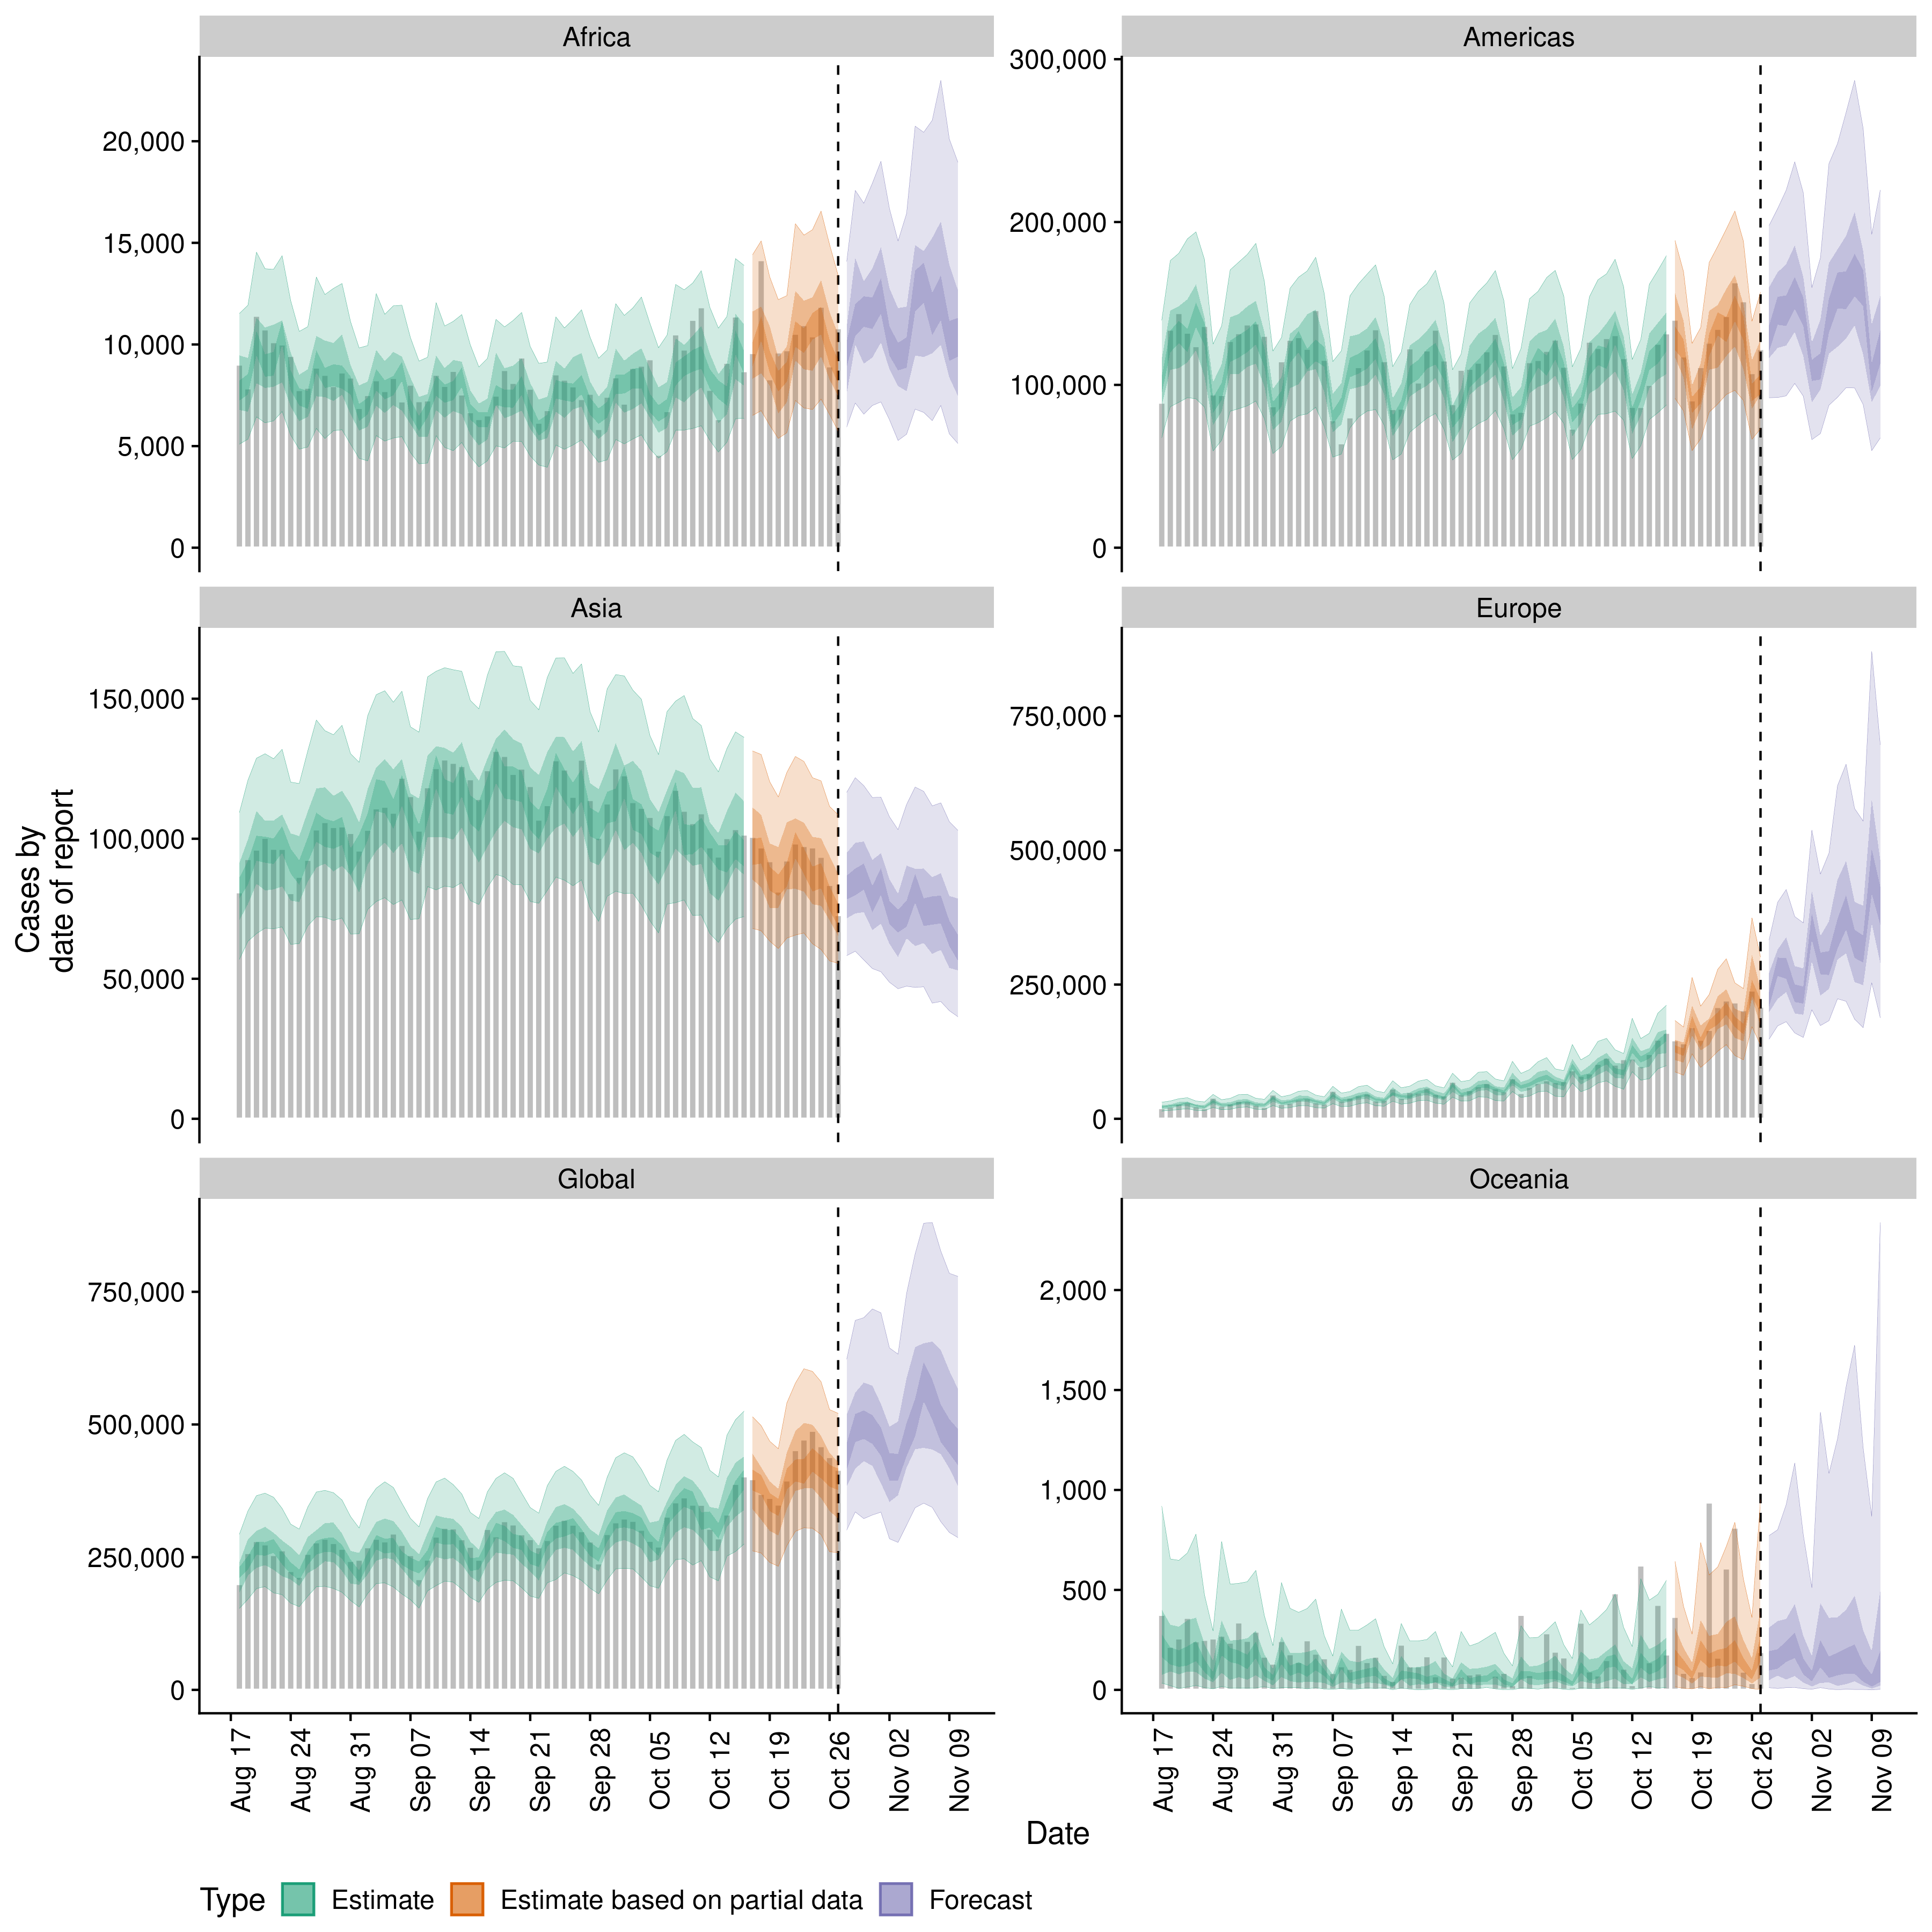 Africa
Americas
20,000
15,000
10,000
5,000
0
300,000
200,000
100,000
0
Asia
Europe
150,000
100,000
50,000
0
750,000
500,000
250,000
0
Global
Oceania
750,000
500,000
250,000
0
2,000
1,500
1,000
500
0
Cases by
date of report
Aug 17
Aug 24
Aug 31
Sep 07
Sep 14
Sep 21
Sep 28
Oct 05
Oct 12
Oct 19
Oct 26
Nov 02
Nov 09
Aug 17
Aug 24
Aug 31
Sep 07
Sep 14
Sep 21
Sep 28
Oct 05
Oct 12
Oct 19
Oct 26
Nov 02
Nov 09
Date
Type Estimate Estimate based on partial data Forecast